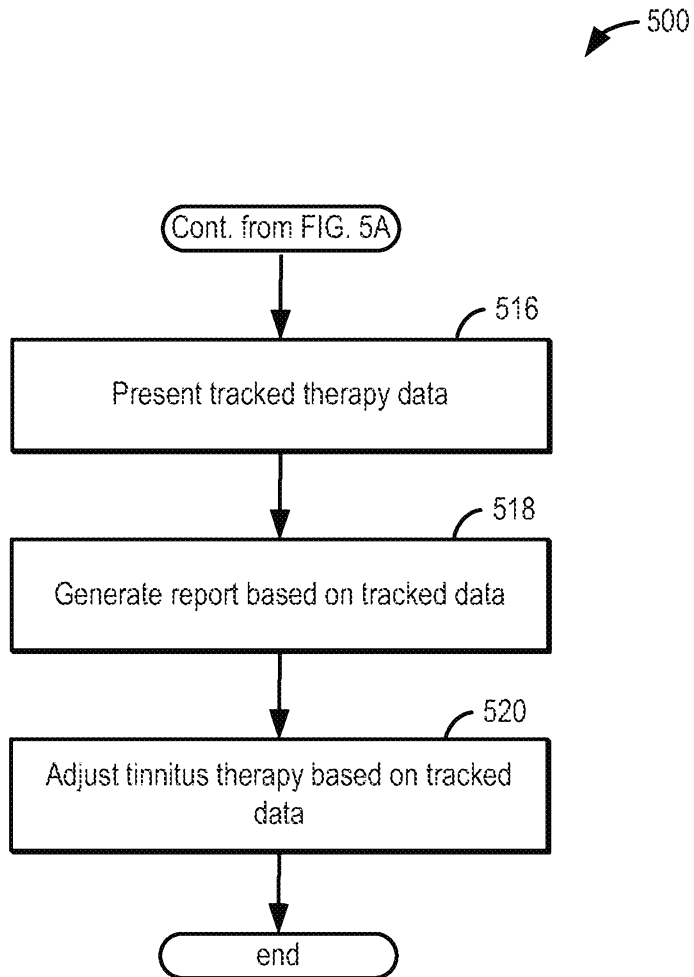 500
Cont. from FIG. 5A
516
Present tracked therapy data
518
Generate report based on tracked data
520
Adjust tinnitus therapy based on tracked
data
end